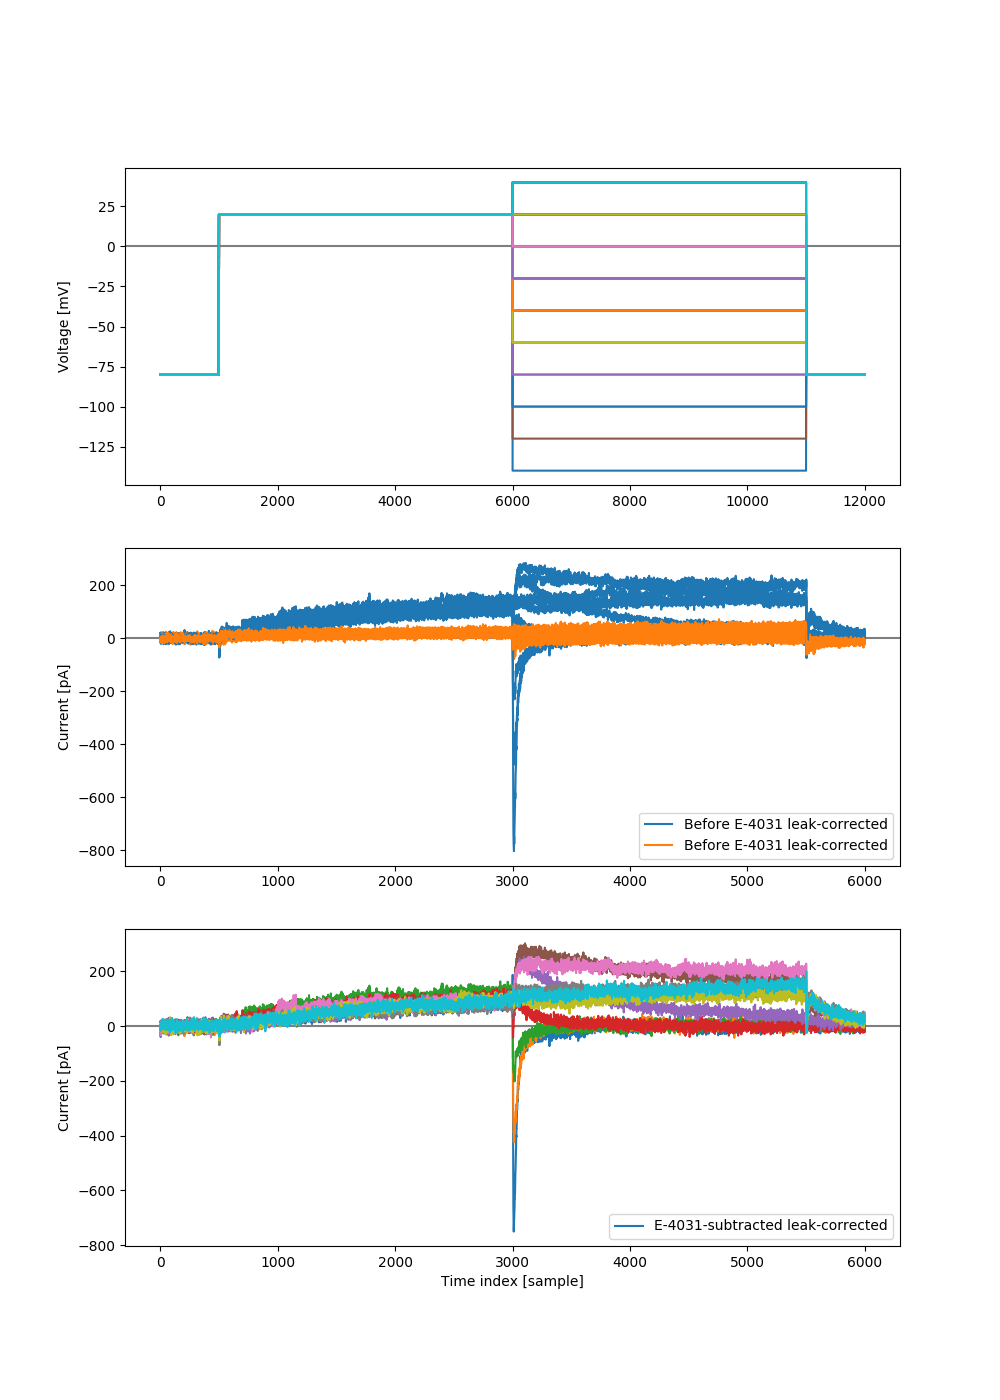 25
0
−25
−50
−75
−100
−125
Voltage [mV]
0 2000 4000 6000 8000 10000 12000
200
0
−200
−400
−600
−800
Current [pA]
Before E-4031 leak-corrected
Before E-4031 leak-corrected
0 1000 2000 3000 4000 5000 6000
200
0
−200
−400
−600
−800
Current [pA]
E-4031-subtracted leak-corrected
0 1000 2000 3000 4000 5000 6000
Time index [sample]